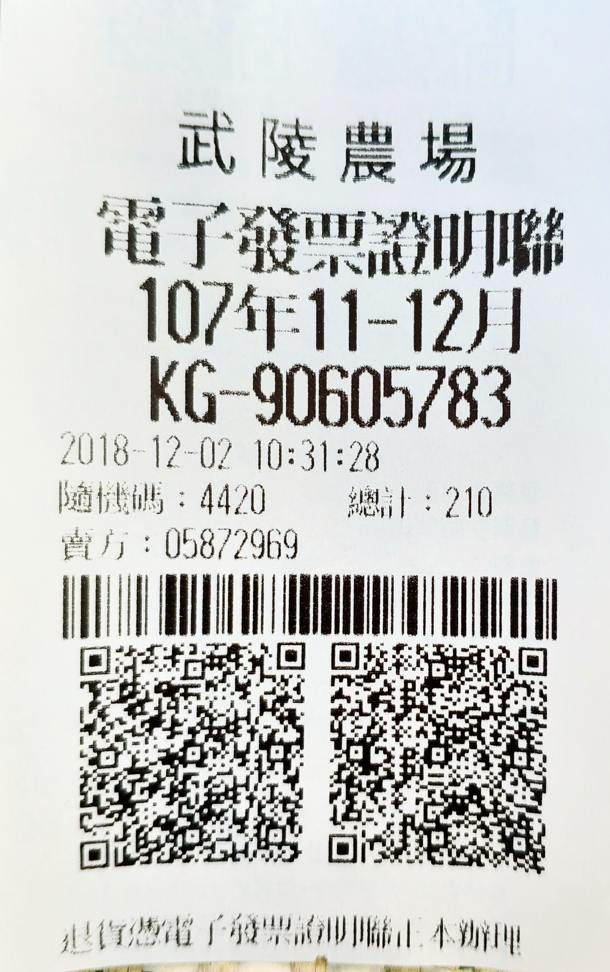 武陵農場
電子發票證明聯
107年11-12月
KG-90605783
2018-12-02 10:31:28
隨機碼：4420 總計：210
賣方：05872969
退貨憑電子發票證明聯正本辦理